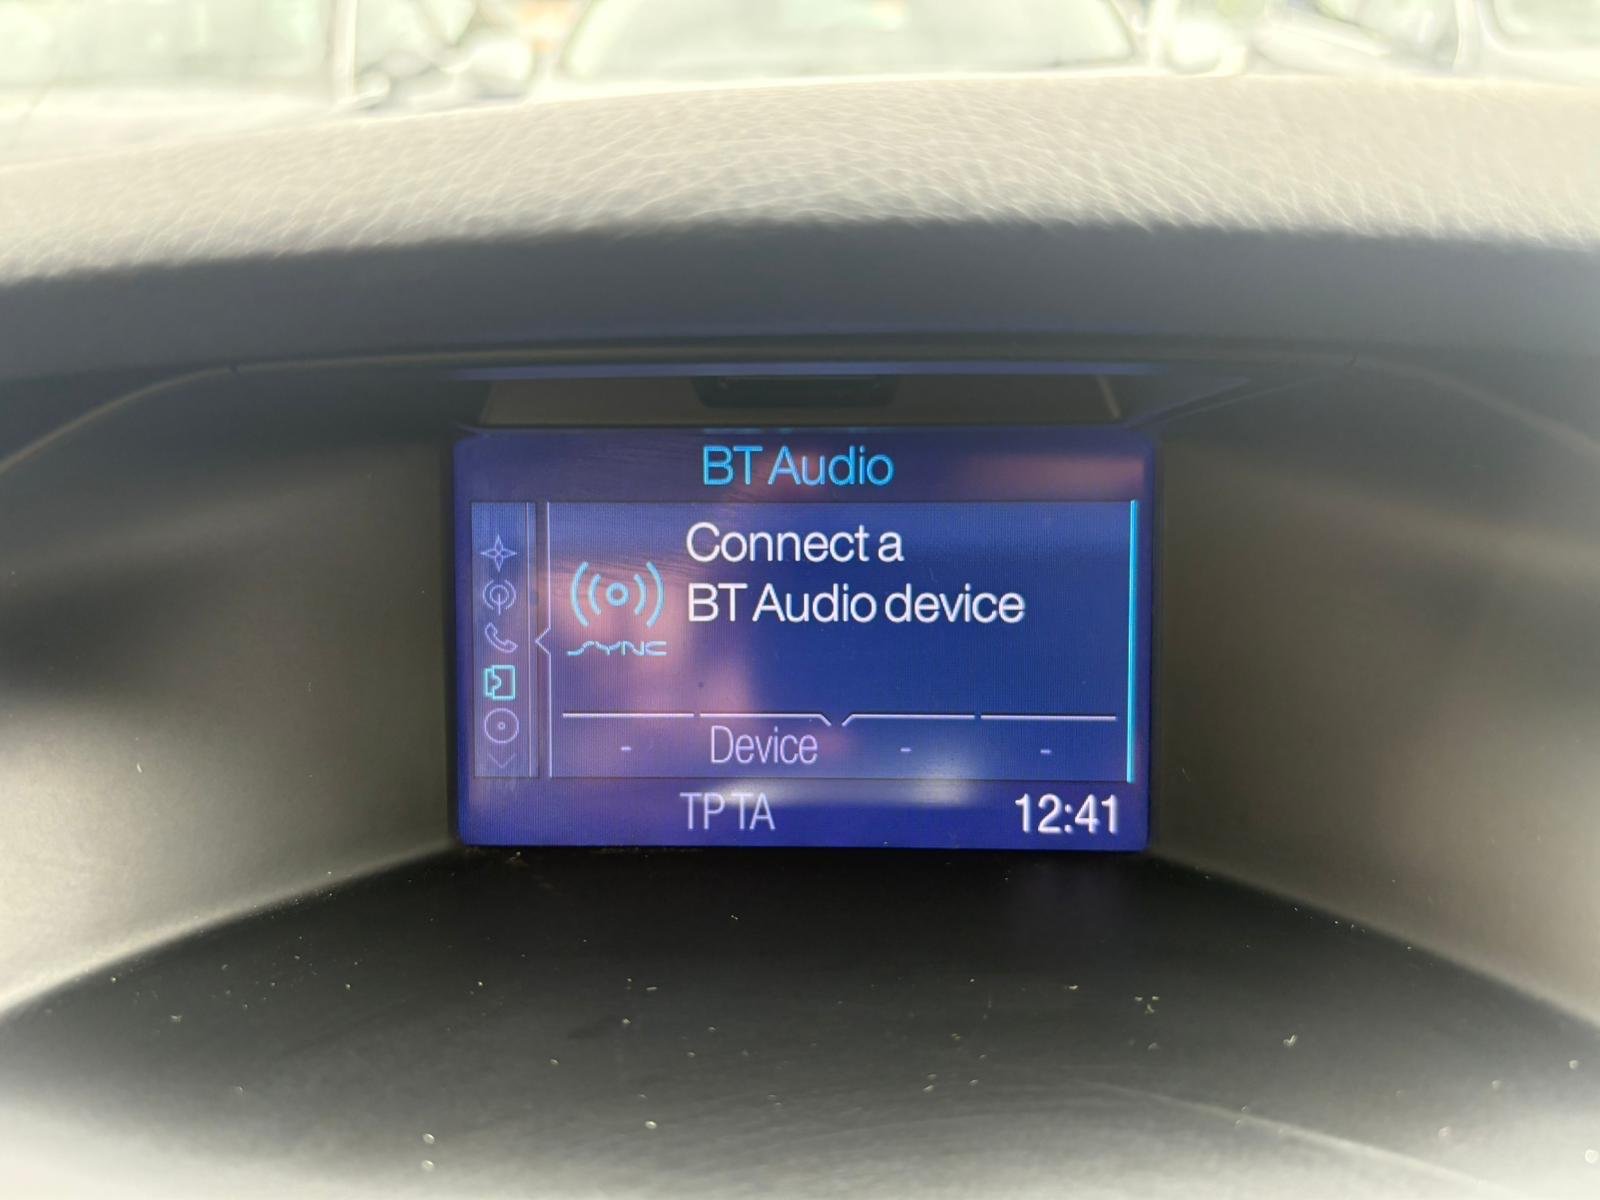 BT Audio
Connect a
BT Audio device
SYNC
- Device - -
TP TA 12:41